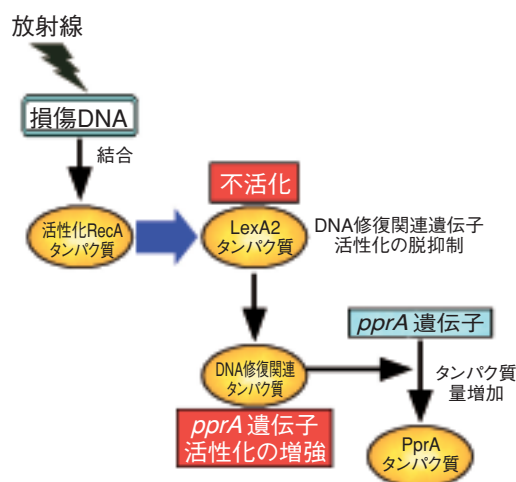 放射線
損傷DNA
結合
活性化RecA
タンパク質
不活化
LexA2
タンパク質
DNA修復関連遺伝子
活性化の脱抑制
pprA 遺伝子
DNA修復関連
タンパク質
タンパク質
量増加
pprA 遺伝子
活性化の増強
PprA
タンパク質